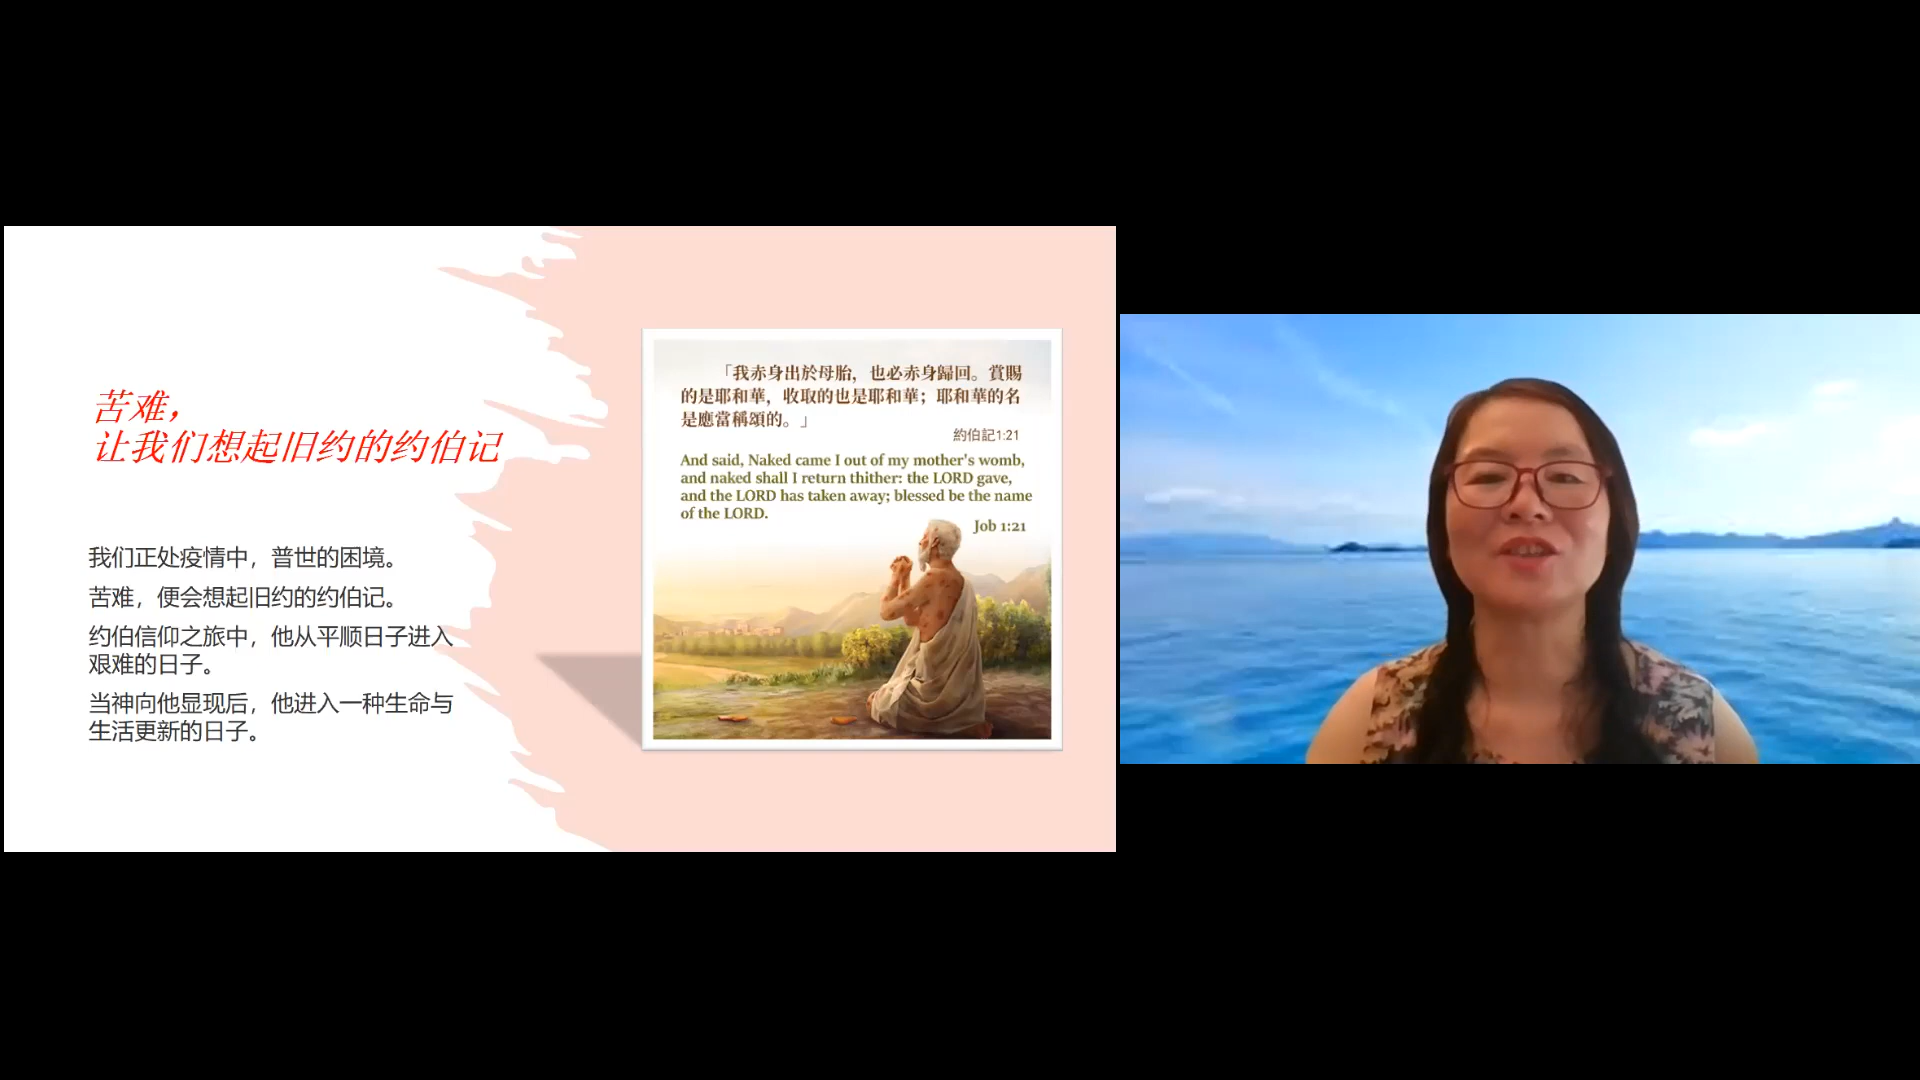 苦难，
让我们想起旧约的约伯记
我们正处疫情中，普世的困境。
苦难，便会想起旧约的约伯记。
约伯信仰之旅中，他从平顺日子进入
艰难的日子。
当神向他显现后，他进入一种生命与
生活更新的日子。
「我赤身出於母胎，也必赤身歸回。賞賜
的是耶和華，收取的也是耶和華；耶和華的名
是應當稱頌的。」
約伯記1:21
And said, Naked came I out of my mother's womb,
and naked shall I return thither: the LORD gave,
and the LORD has taken away; blessed be the name
of the LORD.
Job 1:21